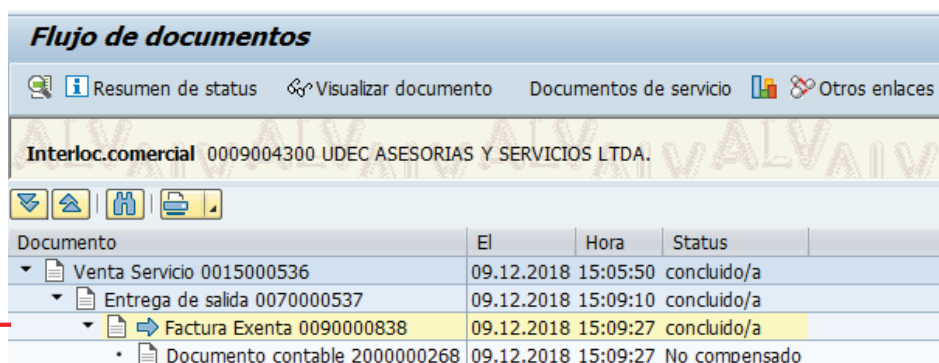 Flujo de documentos
Resumen de status Visualizar documento Documentos de servicio Otros enlaces
Interloc.comercial 0009004300 UDEC ASESORIAS Y SERVICIOS LTDA.
Documento El Hora Status
Venta Servicio 0015000536 09.12.2018 15:05:50 concluido/a
Entrega de salida 0070000537 09.12.2018 15:09:10 concluido/a
Factura Exenta 0090000838 09.12.2018 15:09:27 concluido/a
Documento contable 2000000268 09.12.2018 15:09:27 No compensado